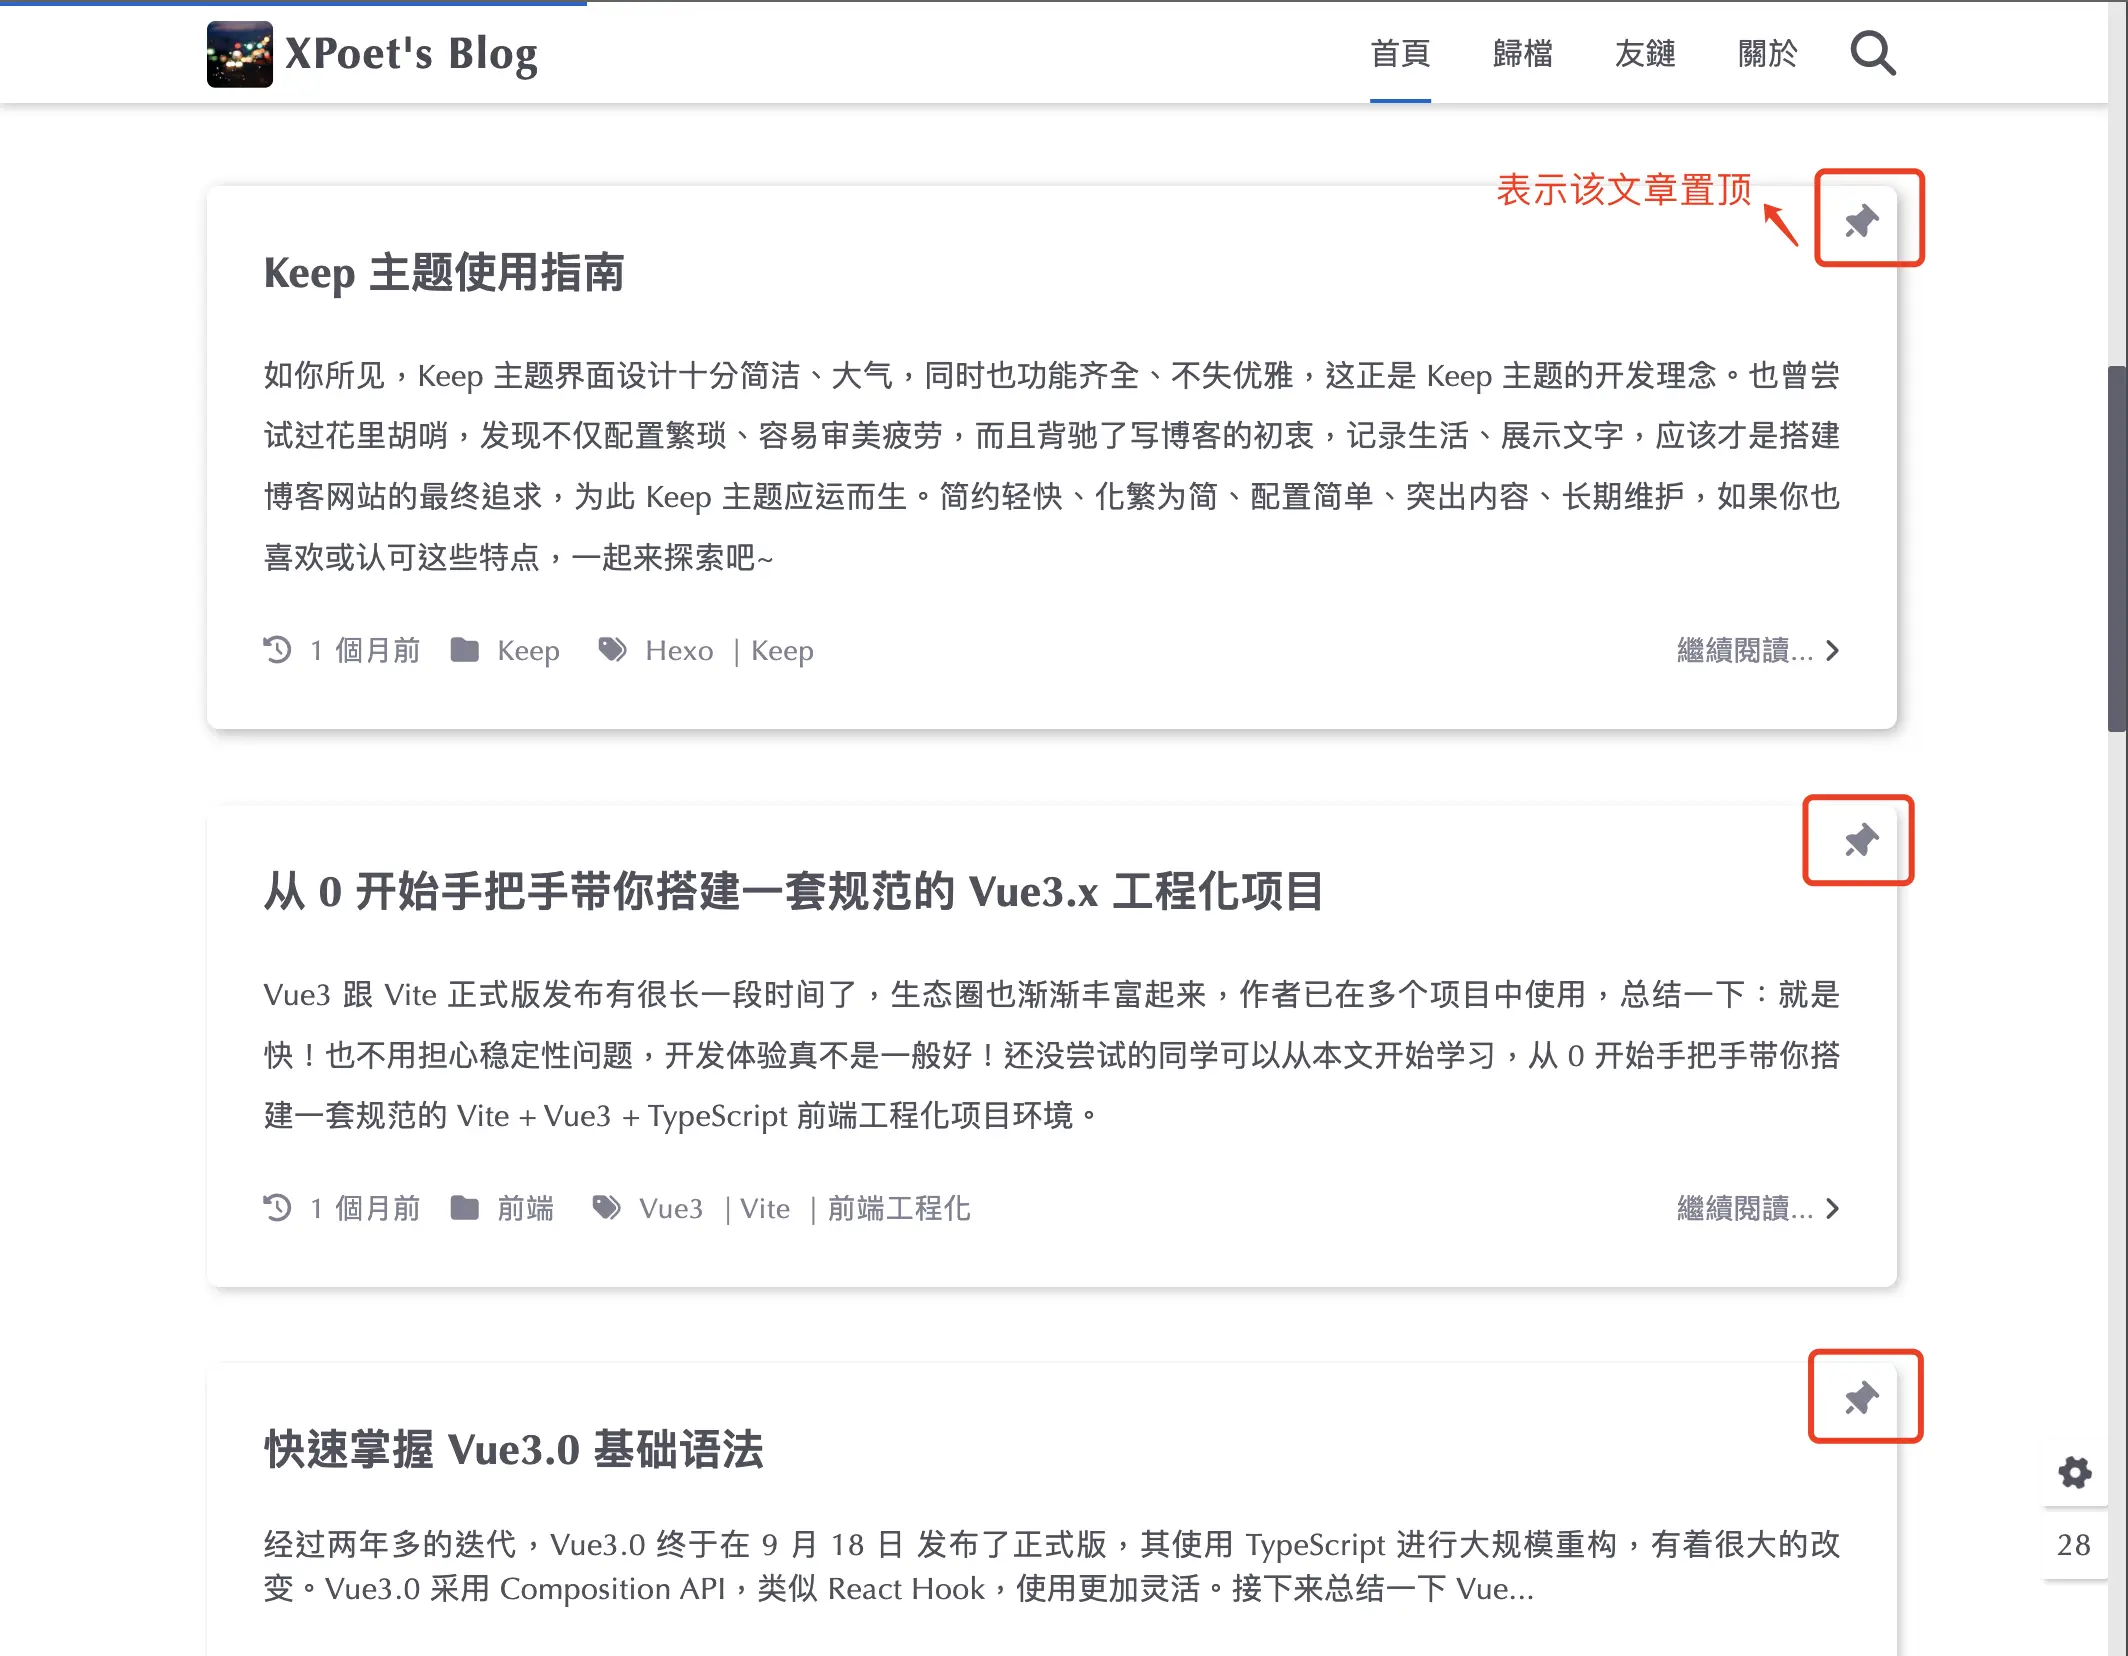 XPoet's Blog
首頁
歸檔
友鏈
關於
表示该文章置顶
Keep 主题使用指南
如你所见，Keep 主题界面设计十分简洁、大气，同时也功能齐全、不失优雅，这正是 Keep 主题的开发理念。也曾尝
试过花里胡哨，发现不仅配置繁琐、容易审美疲劳，而且背驰了写博客的初衷，记录生活、展示文字，应该才是搭建
博客网站的最终追求，为此 Keep 主题应运而生。简约轻快、化繁为简、配置简单、突出内容、长期维护，如果你也
喜欢或认可这些特点，一起来探索吧~
1 個月前 Keep Hexo | Keep
繼續閱讀...
从 0 开始手把手带你搭建一套规范的 Vue3.x 工程化项目
Vue3 跟 Vite 正式版发布有很长一段时间了，生态圈也渐渐丰富起来，作者已在多个项目中使用，总结一下：就是
快！也不用担心稳定性问题，开发体验真不是一般好！还没尝试的同学可以从本文开始学习，从 0 开始手把手带你搭
建一套规范的 Vite + Vue3 + TypeScript 前端工程化项目环境。
1 個月前 前端 Vue3 | Vite | 前端工程化
繼續閱讀...
快速掌握 Vue3.0 基础语法
经过两年多的迭代，Vue3.0 终于在 9 月 18 日 发布了正式版，其使用 TypeScript 进行大规模重构，有着很大的改
变。Vue3.0 采用 Composition API，类似 React Hook，使用更加灵活。接下来总结一下 Vue...
28